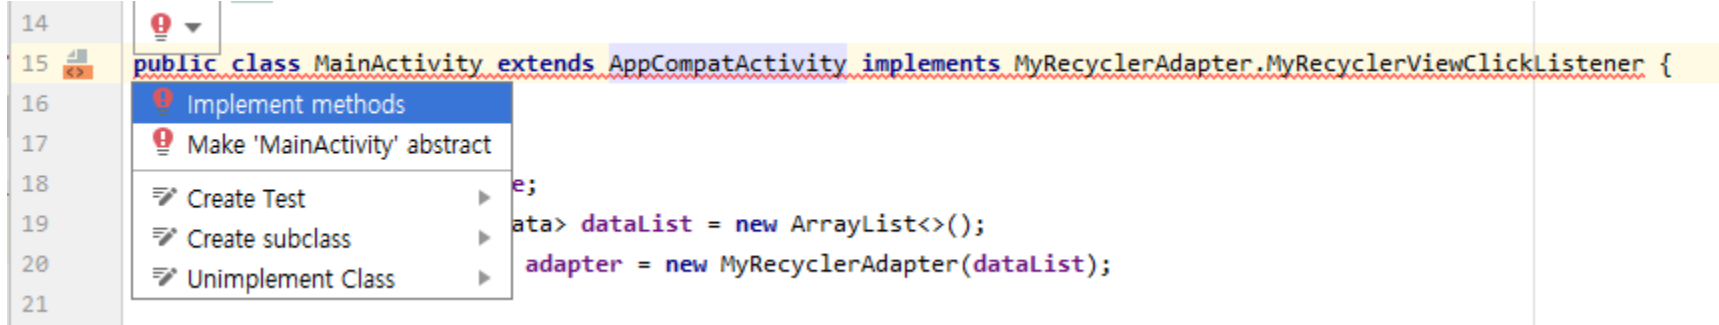 14
15 public class MainActivity extends AppCompatActivity implements MyRecyclerAdapter.MyRecyclerViewClickListener {
16 Implement methods
17 Make 'MainActivity' abstract
18 e;
Create Test
19 ata> dataList = new ArrayList<>();
Create subclass
20 adapter = new MyRecyclerAdapter(dataList);
Unimplement Class
21